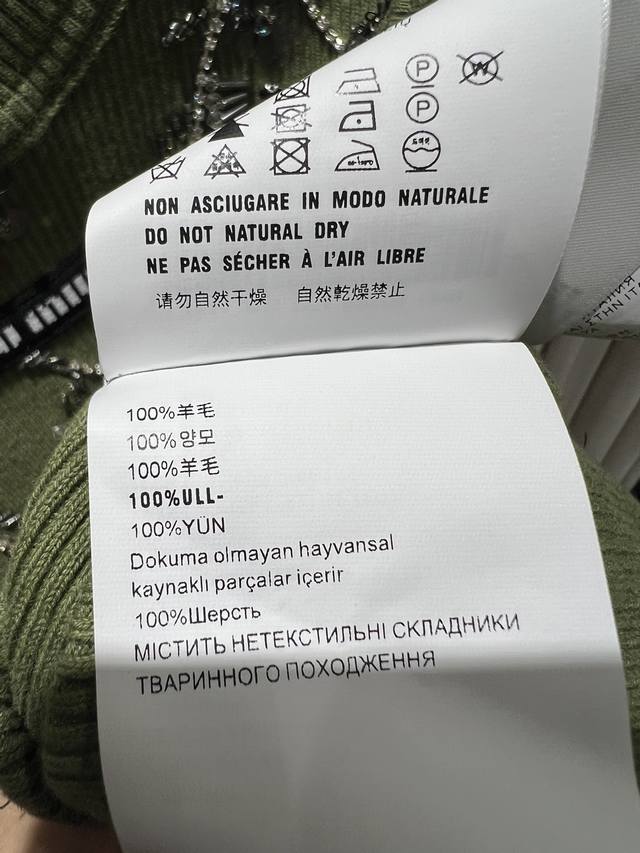 NON ASCIUGARE IN MODO NATURALE
DO NOT NATURAL DRY
NE PAS SÉCHER À L'AIR LIBRE
请勿自然干燥 自然乾燥禁止
100%羊毛
100%양모
100%羊毛
100%ULL-
100%YÜN
Dokuma olmayan hayvansal
kaynaklı parçalar içerir
100%Шерсть
МІСТИТЬ НЕТЕКСТИЛЬНІ СКЛАДНИКИ
ТВАРИННОГО ПОХОДЖЕННЯ